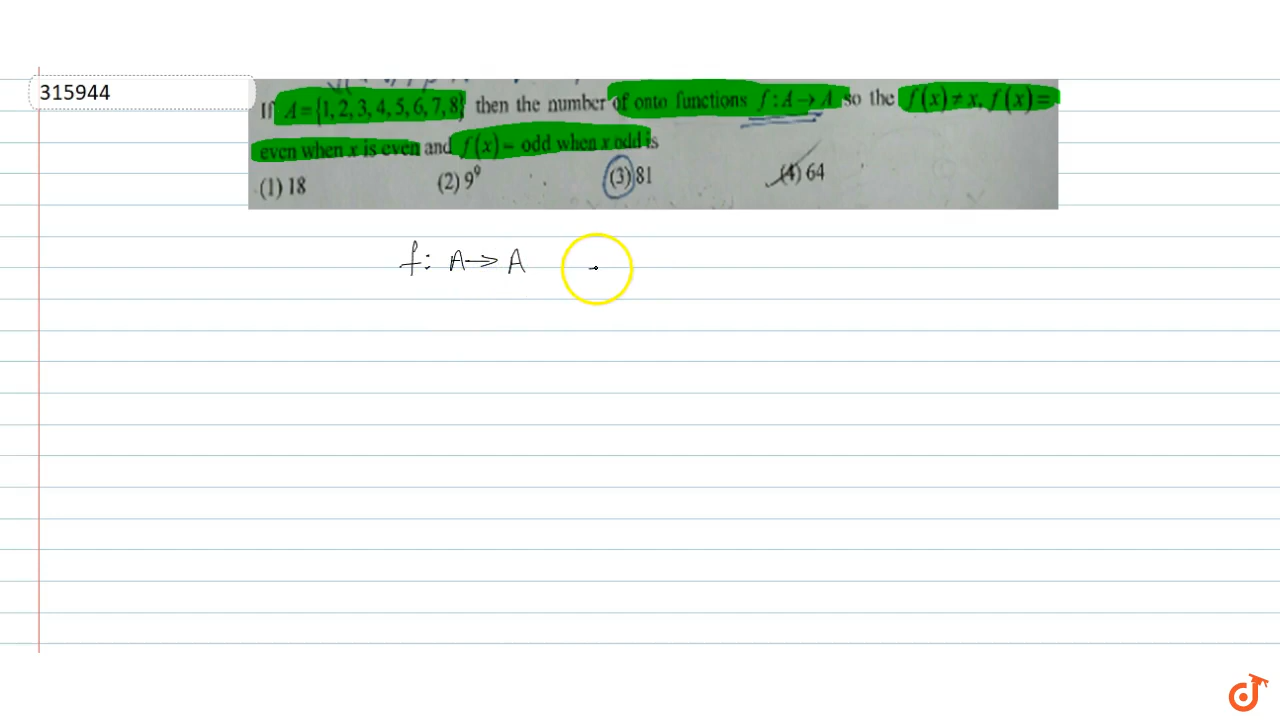 315944
If A = {1, 2, 3, 4, 5, 6, 7, 8} then the number of onto functions f : A → A so the f(x) ≠ x, f(x) =
even when x is even and f(x) = odd when x odd is
(1) 18 (2) 9⁹ (3) 81 (4) 64
f: A → A